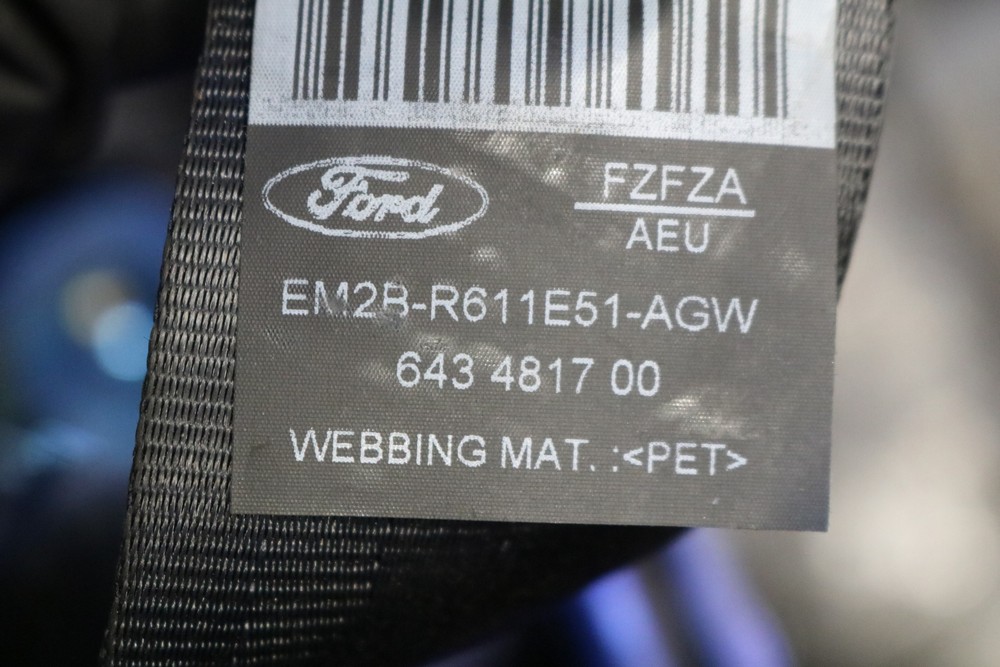 Ford
FZFZA
AEU
EM2B-R611E51-AGW
643 4817 00
WEBBING MAT. :<PET>